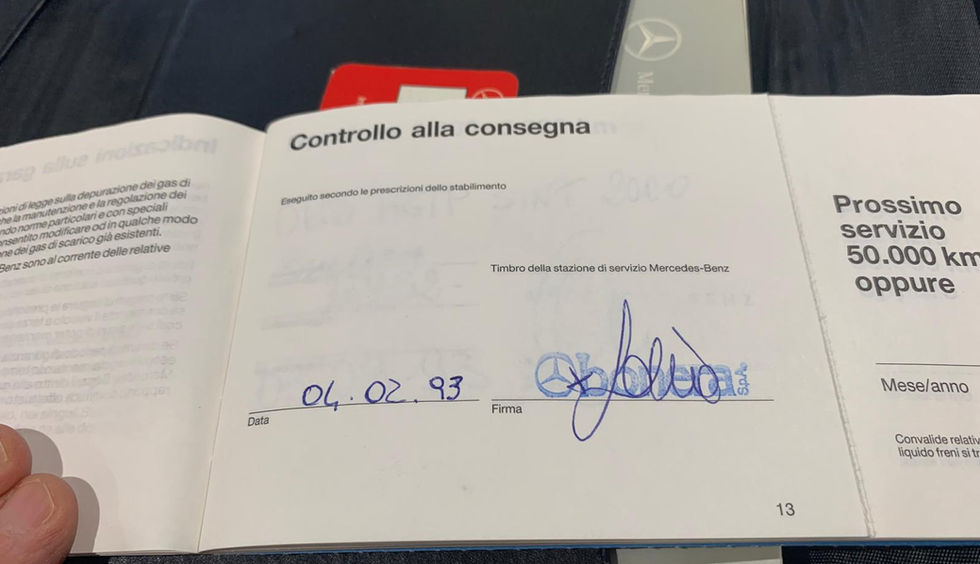 zioni di legge sulla depurazione dei gas di
che la manutenzione e la regolazione dei
ndo norme particolari e con speciali
onsentito modificare od in qualche modo
one dei gas di scarico già esistenti.
Benz sono al corrente delle relative
Controllo alla consegna
Eseguito secondo le prescrizioni dello stabilimento
Timbro della stazione di servizio Mercedes-Benz
04.02.93
S.p.A.
Data
Firma
13
Prossimo
servizio
50.000 km
oppure
Mese/anno
Convalide relativ
liquido freni si tr